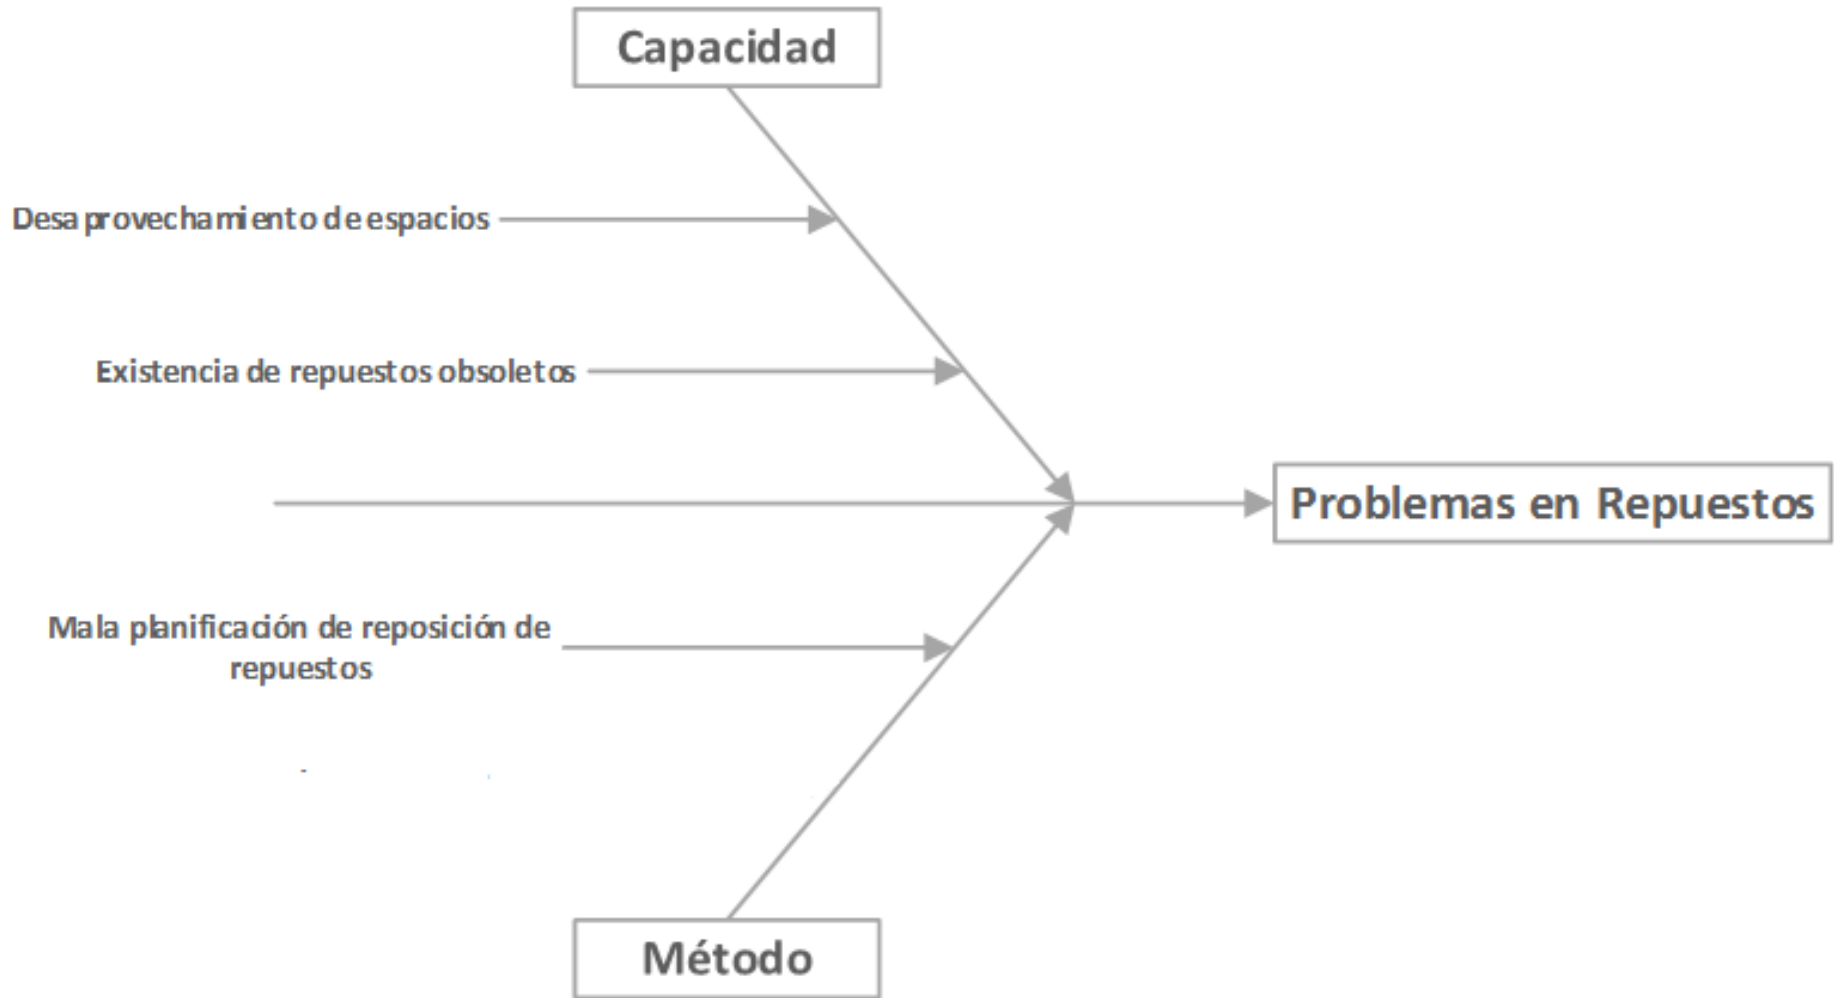 Capacidad
Desaprovechamiento de espacios
Existencia de repuestos obsoletos
Problemas en Repuestos
Mala planificación de reposición de
repuestos
Método